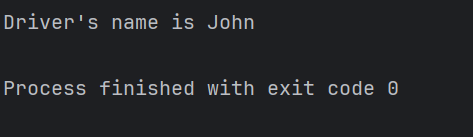 Driver's name is John
Process finished with exit code 0